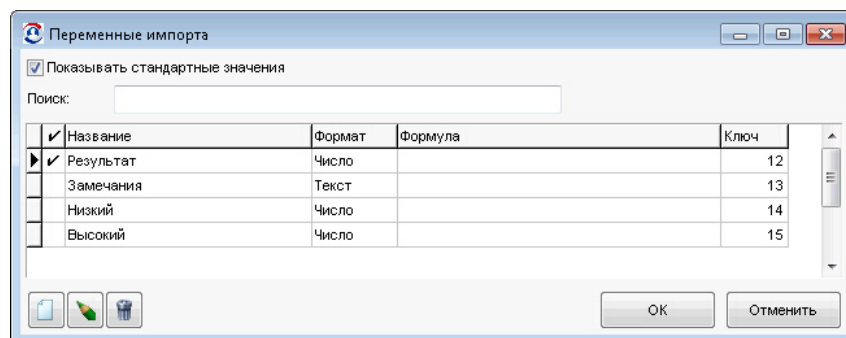 Переменные импорта
Показывать стандартные значения
Поиск:
Название Формат Формула Ключ
Результат Число 12
Замечания Текст 13
Низкий Число 14
Высокий Число 15
ОК Отменить